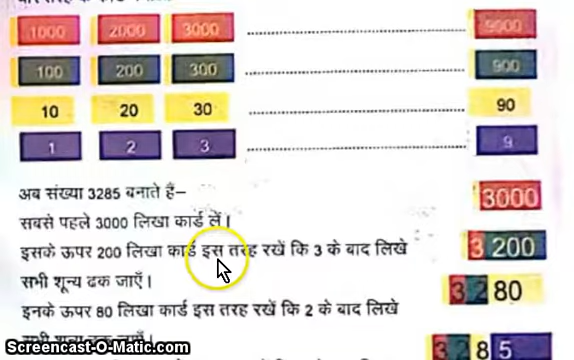 1000 2000 3000 ........................................ 9000
100 200 300 ........................................ 900
10 20 30 ........................................ 90
1 2 3 ........................................ 9
अब संख्या 3285 बनाते हैं–
3000
सबसे पहले 3000 लिखा कार्ड लें।
इसके ऊपर 200 लिखा कार्ड इस तरह रखें कि 3 के बाद लिखे
3 200
सभी शून्य ढक जाएँ।
3 2 80
इनके ऊपर 80 लिखा कार्ड इस तरह रखें कि 2 के बाद लिखे
3 2 8 5
Screencast-O-Matic.com